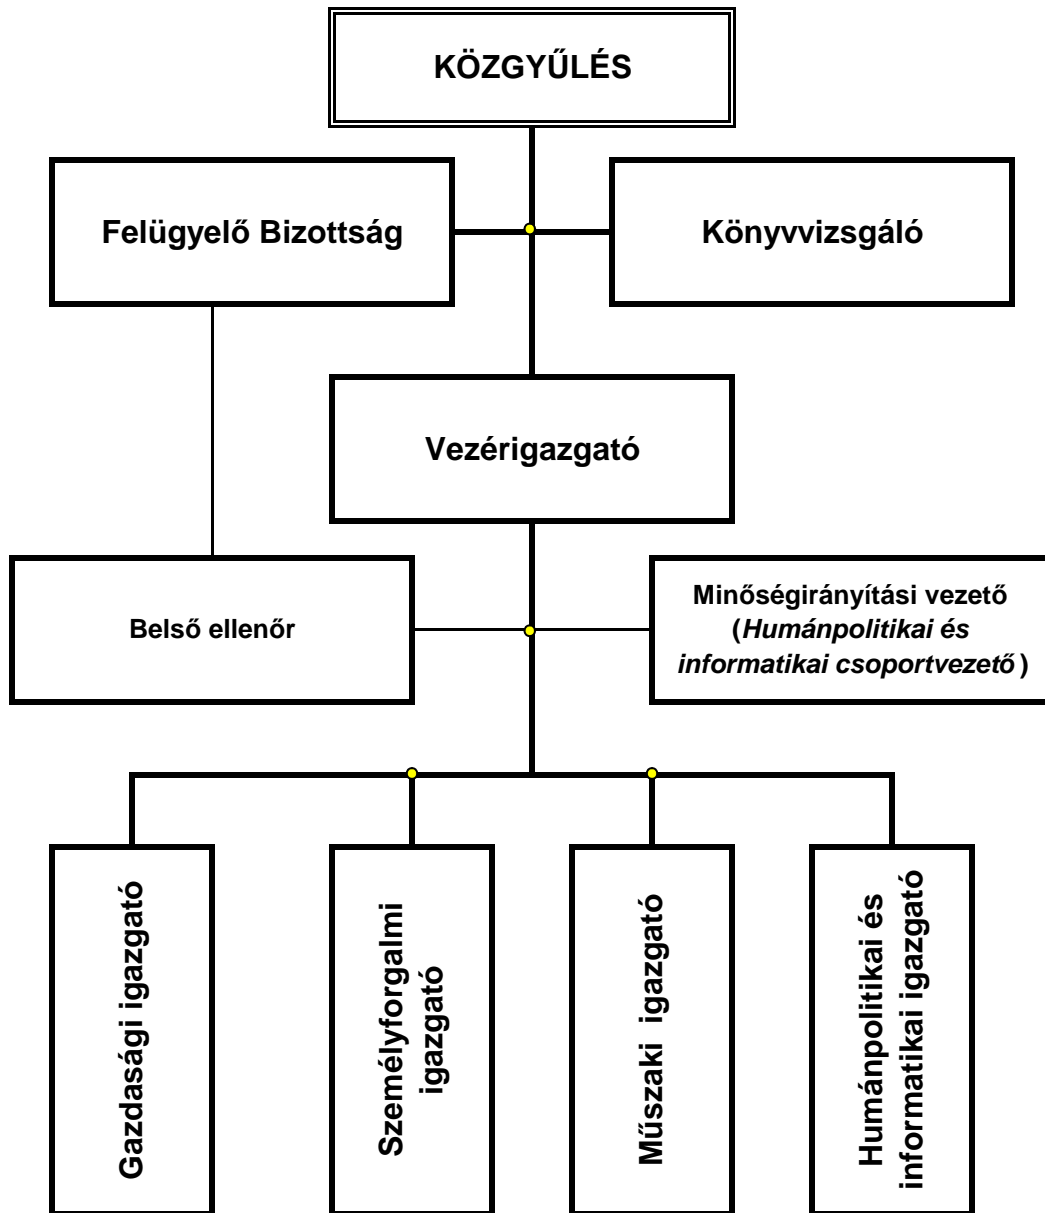 KÖZGYŰLÉS
Felügyelő Bizottság
Könyvvizsgáló
Vezérigazgató
Belső ellenőr
Minőségirányítási vezető
(Humánpolitikai és
informatikai csoportvezető)
Gazdasági igazgató
Személyforgalmi
igazgató
Műszaki igazgató
Humánpolitikai és
informatikai igazgató